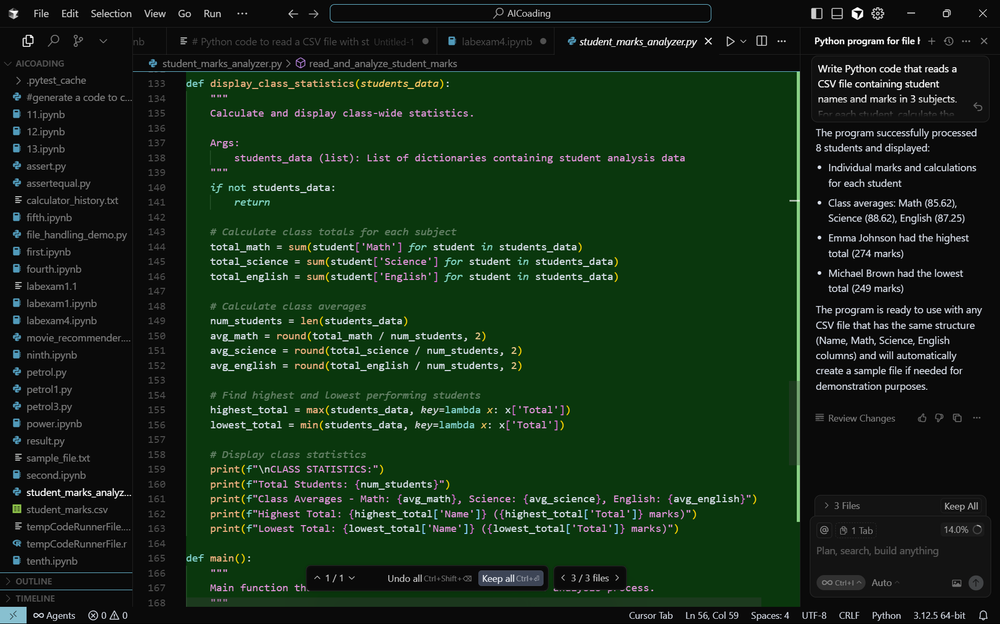 File Edit Selection View Go Run ··· AICoading
nb # Python code to read a CSV file with st Untitled-1 labexam4.ipynb student_marks_analyzer.py
student_marks_analyzer.py > read_and_analyze_student_marks
AICOADING
.pytest_cache
#generate a code to c...
11.ipynb
12.ipynb
13.ipynb
assert.py
assertequal.py
calculator_history.txt
fifth.ipynb
file_handling_demo.py
first.ipynb
fourth.ipynb
labexam1.1
labexam1.ipynb
labexam4.ipynb
movie_recommender....
ninth.ipynb
petrol.py
petrol1.py
petrol3.py
power.ipynb
result.py
sample_file.txt
second.ipynb
student_marks_analyz...
student_marks.csv
tempCodeRunnerFile....
tempCodeRunnerFile.r
tenth.ipynb
OUTLINE
TIMELINE
133 def display_class_statistics(students_data):
134 """
135 Calculate and display class-wide statistics.
136
137 Args:
138 students_data (list): List of dictionaries containing student analysis data
139 """
140 if not students_data:
141 return
142
143 # Calculate class totals for each subject
144 total_math = sum(student['Math'] for student in students_data)
145 total_science = sum(student['Science'] for student in students_data)
146 total_english = sum(student['English'] for student in students_data)
147
148 # Calculate class averages
149 num_students = len(students_data)
150 avg_math = round(total_math / num_students, 2)
151 avg_science = round(total_science / num_students, 2)
152 avg_english = round(total_english / num_students, 2)
153
154 # Find highest and lowest performing students
155 highest_total = max(students_data, key=lambda x: x['Total'])
156 lowest_total = min(students_data, key=lambda x: x['Total'])
157
158 # Display class statistics
159 print(f"\nCLASS STATISTICS:")
160 print(f"Total Students: {num_students}")
161 print(f"Class Averages - Math: {avg_math}, Science: {avg_science}, English: {avg_english}")
162 print(f"Highest Total: {highest_total['Name']} ({highest_total['Total']} marks)")
163 print(f"Lowest Total: {lowest_total['Name']} ({lowest_total['Total']} marks)")
164
165 def main():
166 """
167 Main function process.
168 """
1 / 1 Undo all Ctrl+Shift+⌫ Keep all Ctrl+⏎ < 3 / 3 files >
Python program for file
Write Python code that reads a
CSV file containing student
names and marks in 3 subjects.
For each student, calculate the
The program successfully processed
8 students and displayed:
• Individual marks and calculations
for each student
• Class averages: Math (85.62),
Science (88.62), English (87.25)
• Emma Johnson had the highest
total (274 marks)
• Michael Brown had the lowest
total (249 marks)
The program is ready to use with any
CSV file that has the same structure
(Name, Math, Science, English
columns) and will automatically
create a sample file if needed for
demonstration purposes.
Review Changes
> 3 Files Keep All
@ 1 Tab 14.0%
Plan, search, build anything
∞ Ctrl+I Auto
∞ Agents 0 0 Cursor Tab Ln 56, Col 59 Spaces: 4 UTF-8 CRLF Python 3.12.5 64-bit